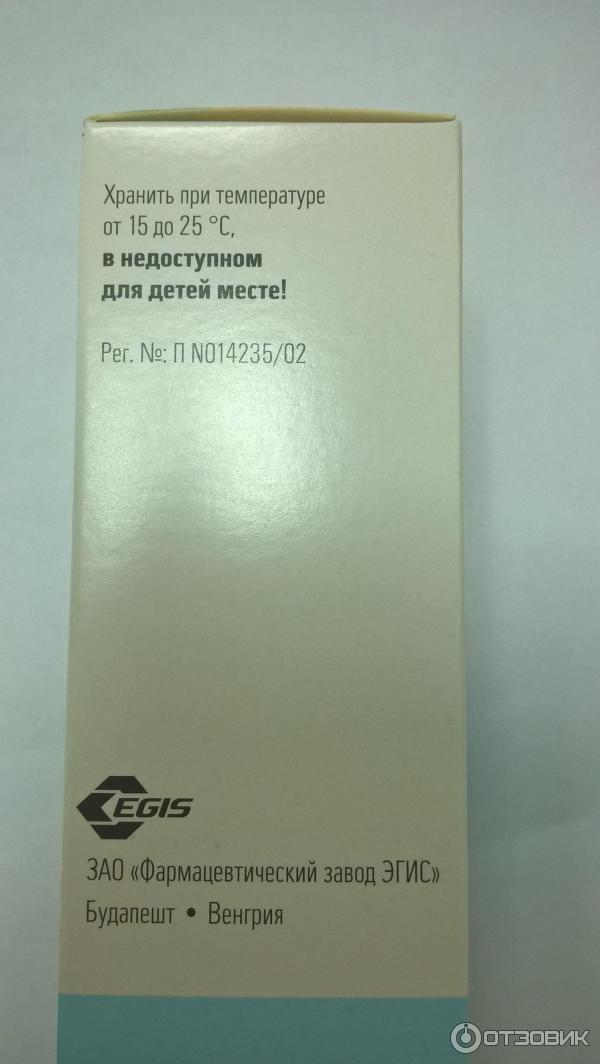 Хранить при температуре
от 15 до 25 °C,
в недоступном
для детей месте!
Рег. №: П N014235/02
EGIS
ЗАО «Фармацевтический завод ЭГИС»
Будапешт • Венгрия
ОТЗОВИК